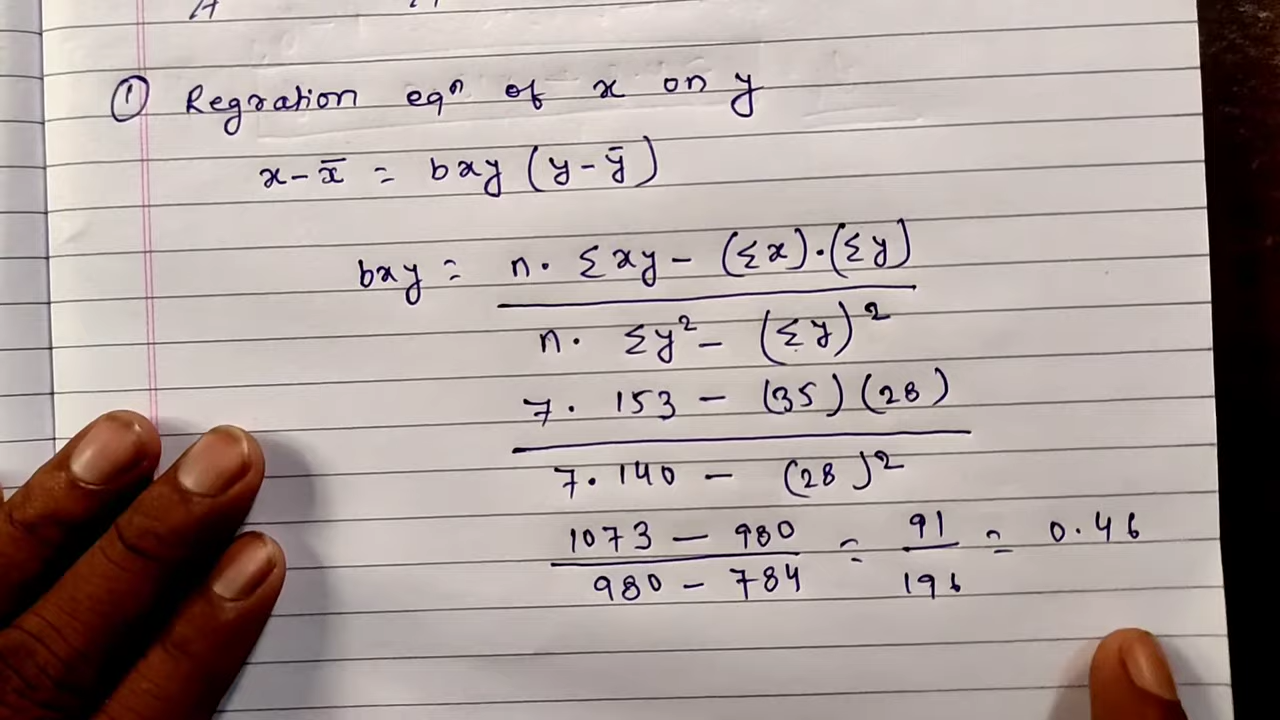 ① Regration eqⁿ of x on y
x - x̄ = bxy (y - ȳ)
bxy = n. Σxy - (Σx).(Σy)
n. Σy² - (Σy)²
7. 153 - (35)(28)
7. 140 - (28)²
1073 - 980 = 91 = 0.46
980 - 784 196